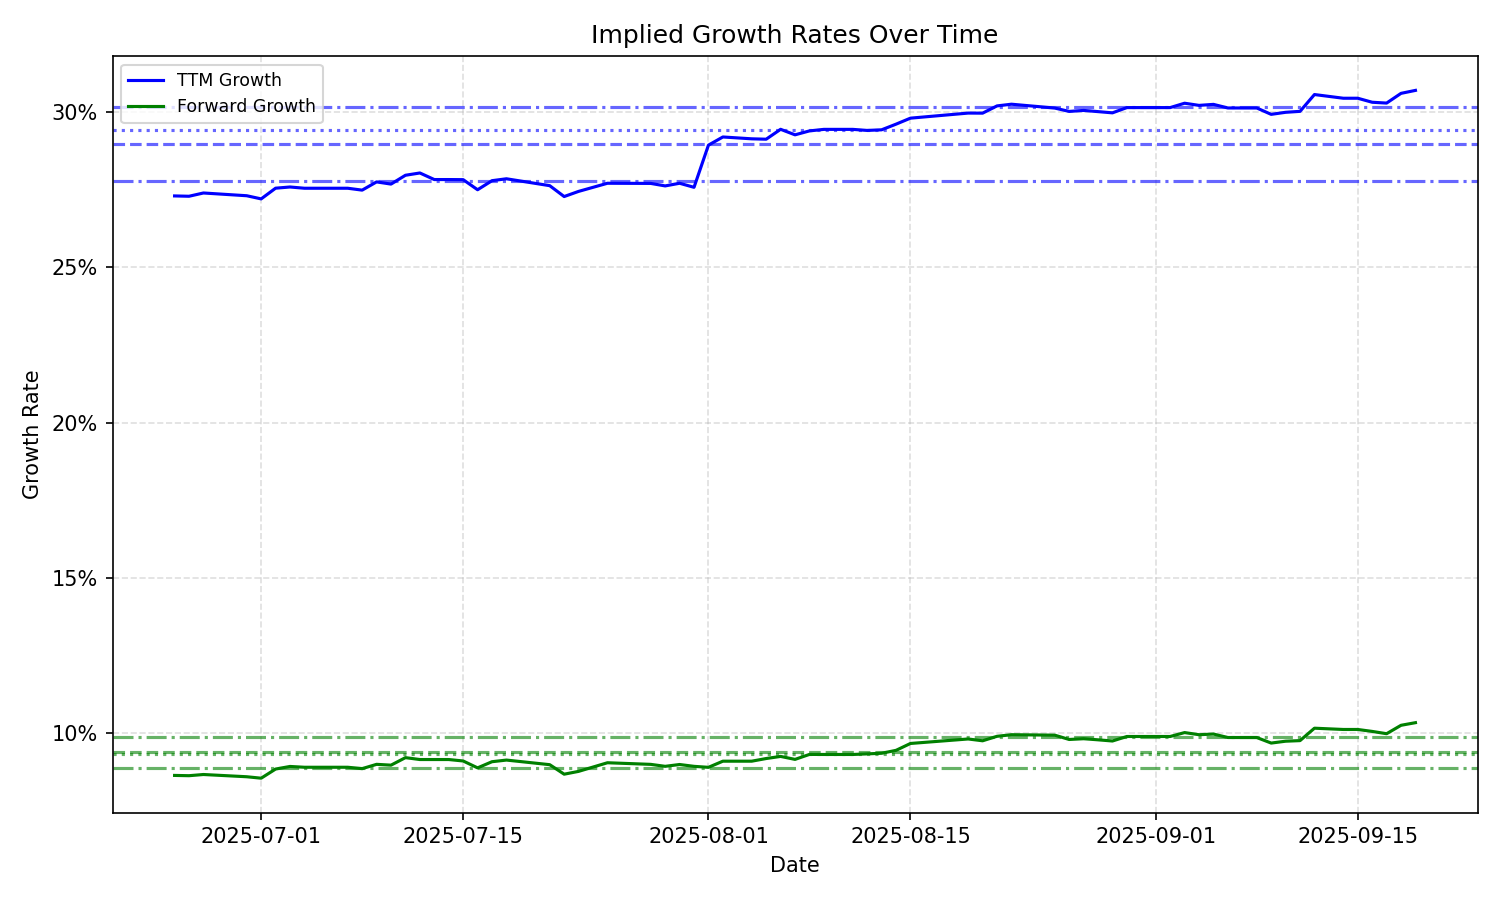 Implied Growth Rates Over Time
TTM Growth
Forward Growth
30%
25%
20%
15%
10%
Growth Rate
2025-07-01
2025-07-15
2025-08-01
2025-08-15
2025-09-01
2025-09-15
Date